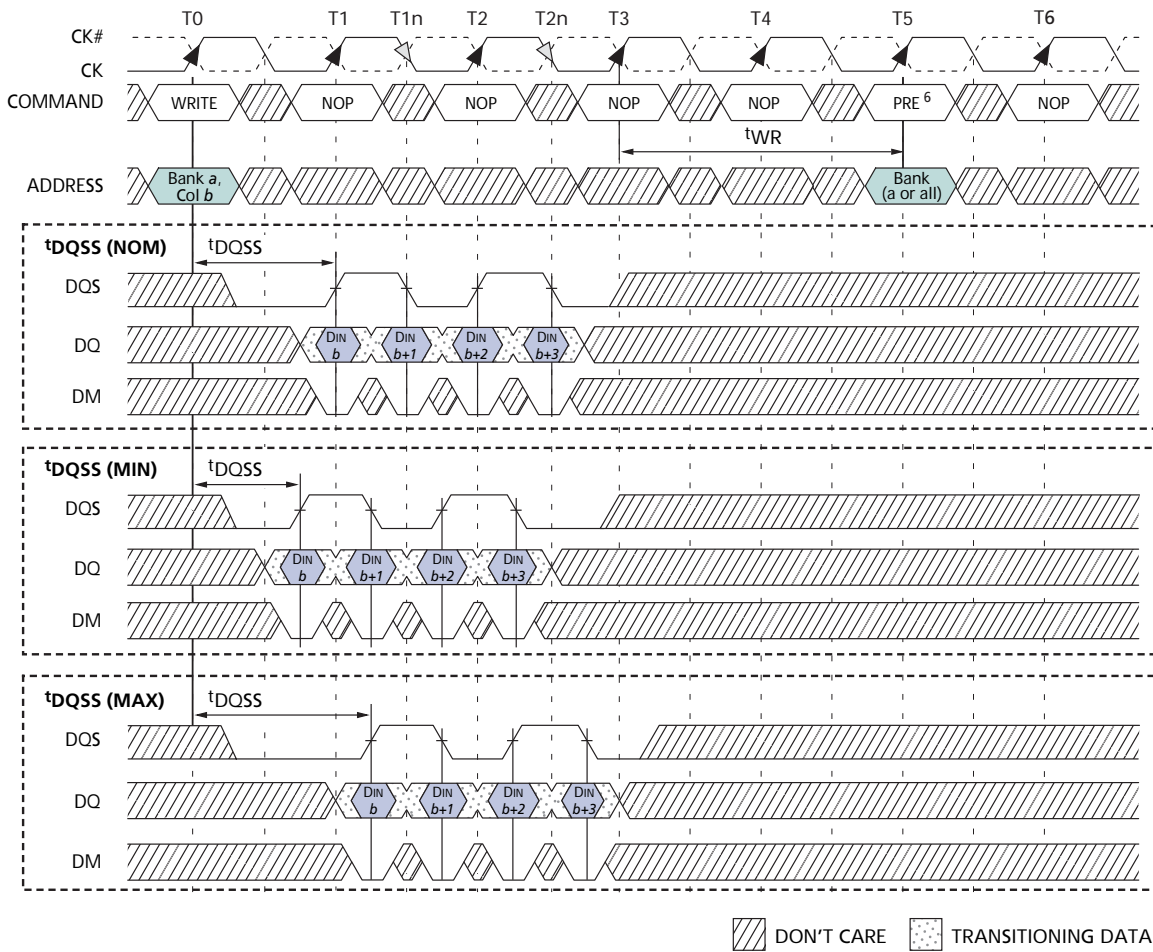 T0 T1 T1n T2 T2n T3 T4 T5 T6
CK#
CK
COMMAND WRITE NOP NOP NOP NOP PRE 6 NOP
tWR
ADDRESS Bank a, Col b Bank (a or all)
tDQSS (NOM) tDQSS
DQS
DQ DIN b DIN b+1 DIN b+2 DIN b+3
DM
tDQSS (MIN) tDQSS
DQS
DQ DIN b DIN b+1 DIN b+2 DIN b+3
DM
tDQSS (MAX) tDQSS
DQS
DQ DIN b DIN b+1 DIN b+2 DIN b+3
DM
DON'T CARE TRANSITIONING DATA